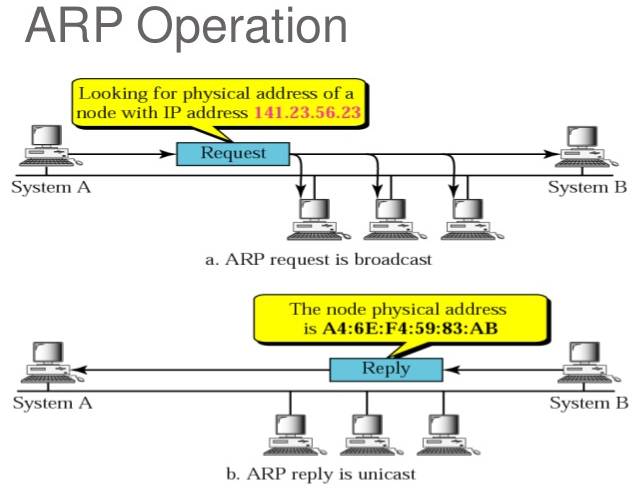 ARP Operation
Looking for physical address of a
node with IP address 141.23.56.23
Request
System A
System B
a. ARP request is broadcast
The node physical address
is A4:6E:F4:59:83:AB
Reply
System A
System B
b. ARP reply is unicast